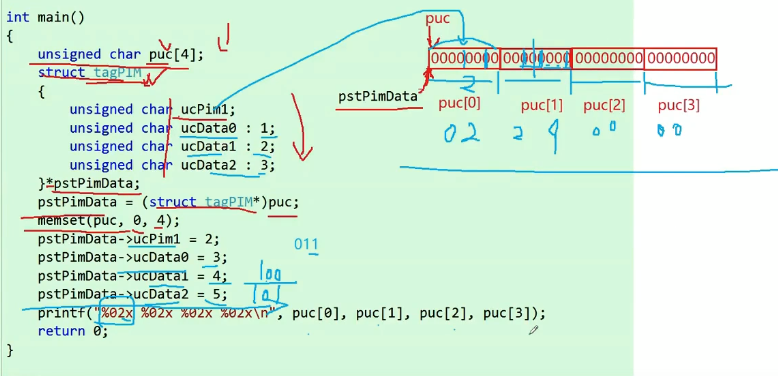 int main()
{
unsigned char puc[4];
struct tagPIM
{
unsigned char ucPim1;
unsigned char ucData0 : 1;
unsigned char ucData1 : 2;
unsigned char ucData2 : 3;
}*pstPimData;
pstPimData = (struct tagPIM*)puc;
memset(puc, 0, 4);
pstPimData->ucPim1 = 2;
pstPimData->ucData0 = 3;
pstPimData->ucData1 = 4;
pstPimData->ucData2 = 5;
printf("%02x %02x %02x %02x\n", puc[0], puc[1], puc[2], puc[3]);
return 0;
}
puc
00000000 00000000 00000000 00000000
2
pstPimData
puc[0] puc[1] puc[2] puc[3]
02 29 00 00
011
100
101